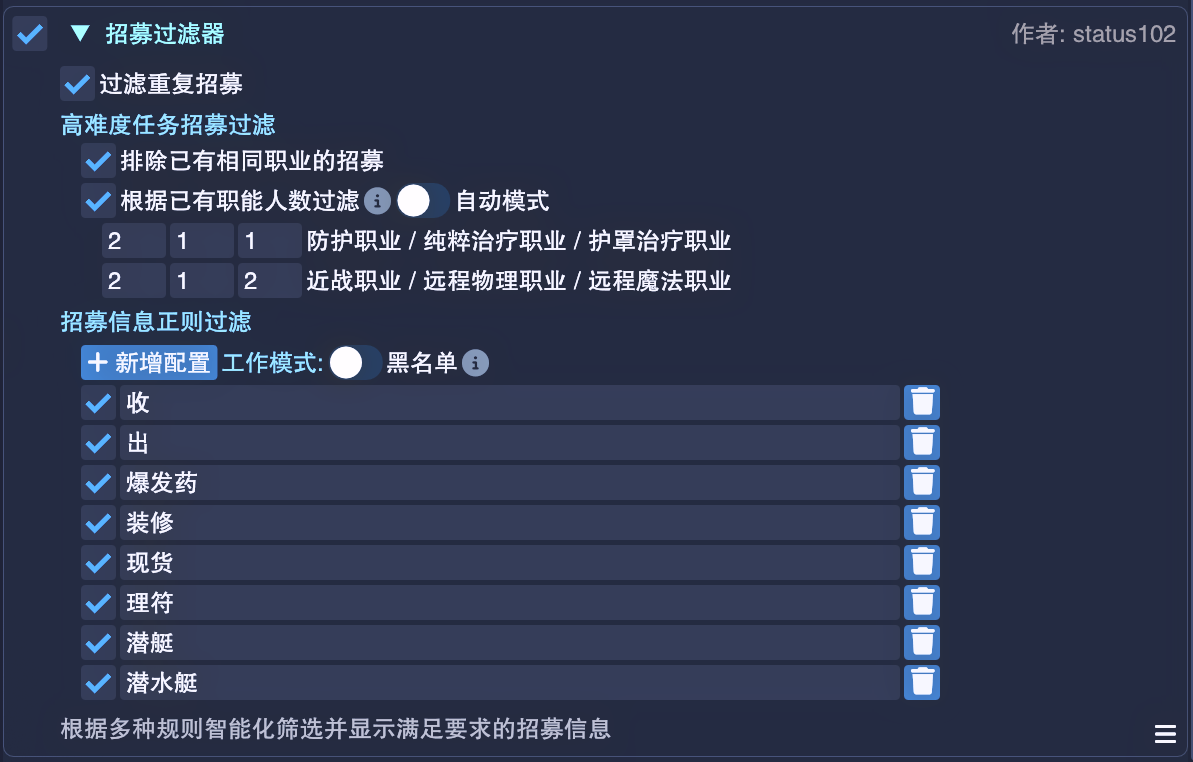 招募过滤器 作者: status102
过滤重复招募
高难度任务招募过滤
排除已有相同职业的招募
根据已有职能人数过滤 自动模式
2 1 1 防护职业 / 纯粹治疗职业 / 护罩治疗职业
2 1 2 近战职业 / 远程物理职业 / 远程魔法职业
招募信息正则过滤
+ 新增配置 工作模式: 黑名单
收
出
爆发药
装修
现货
理符
潜艇
潜水艇
根据多种规则智能化筛选并显示满足要求的招募信息